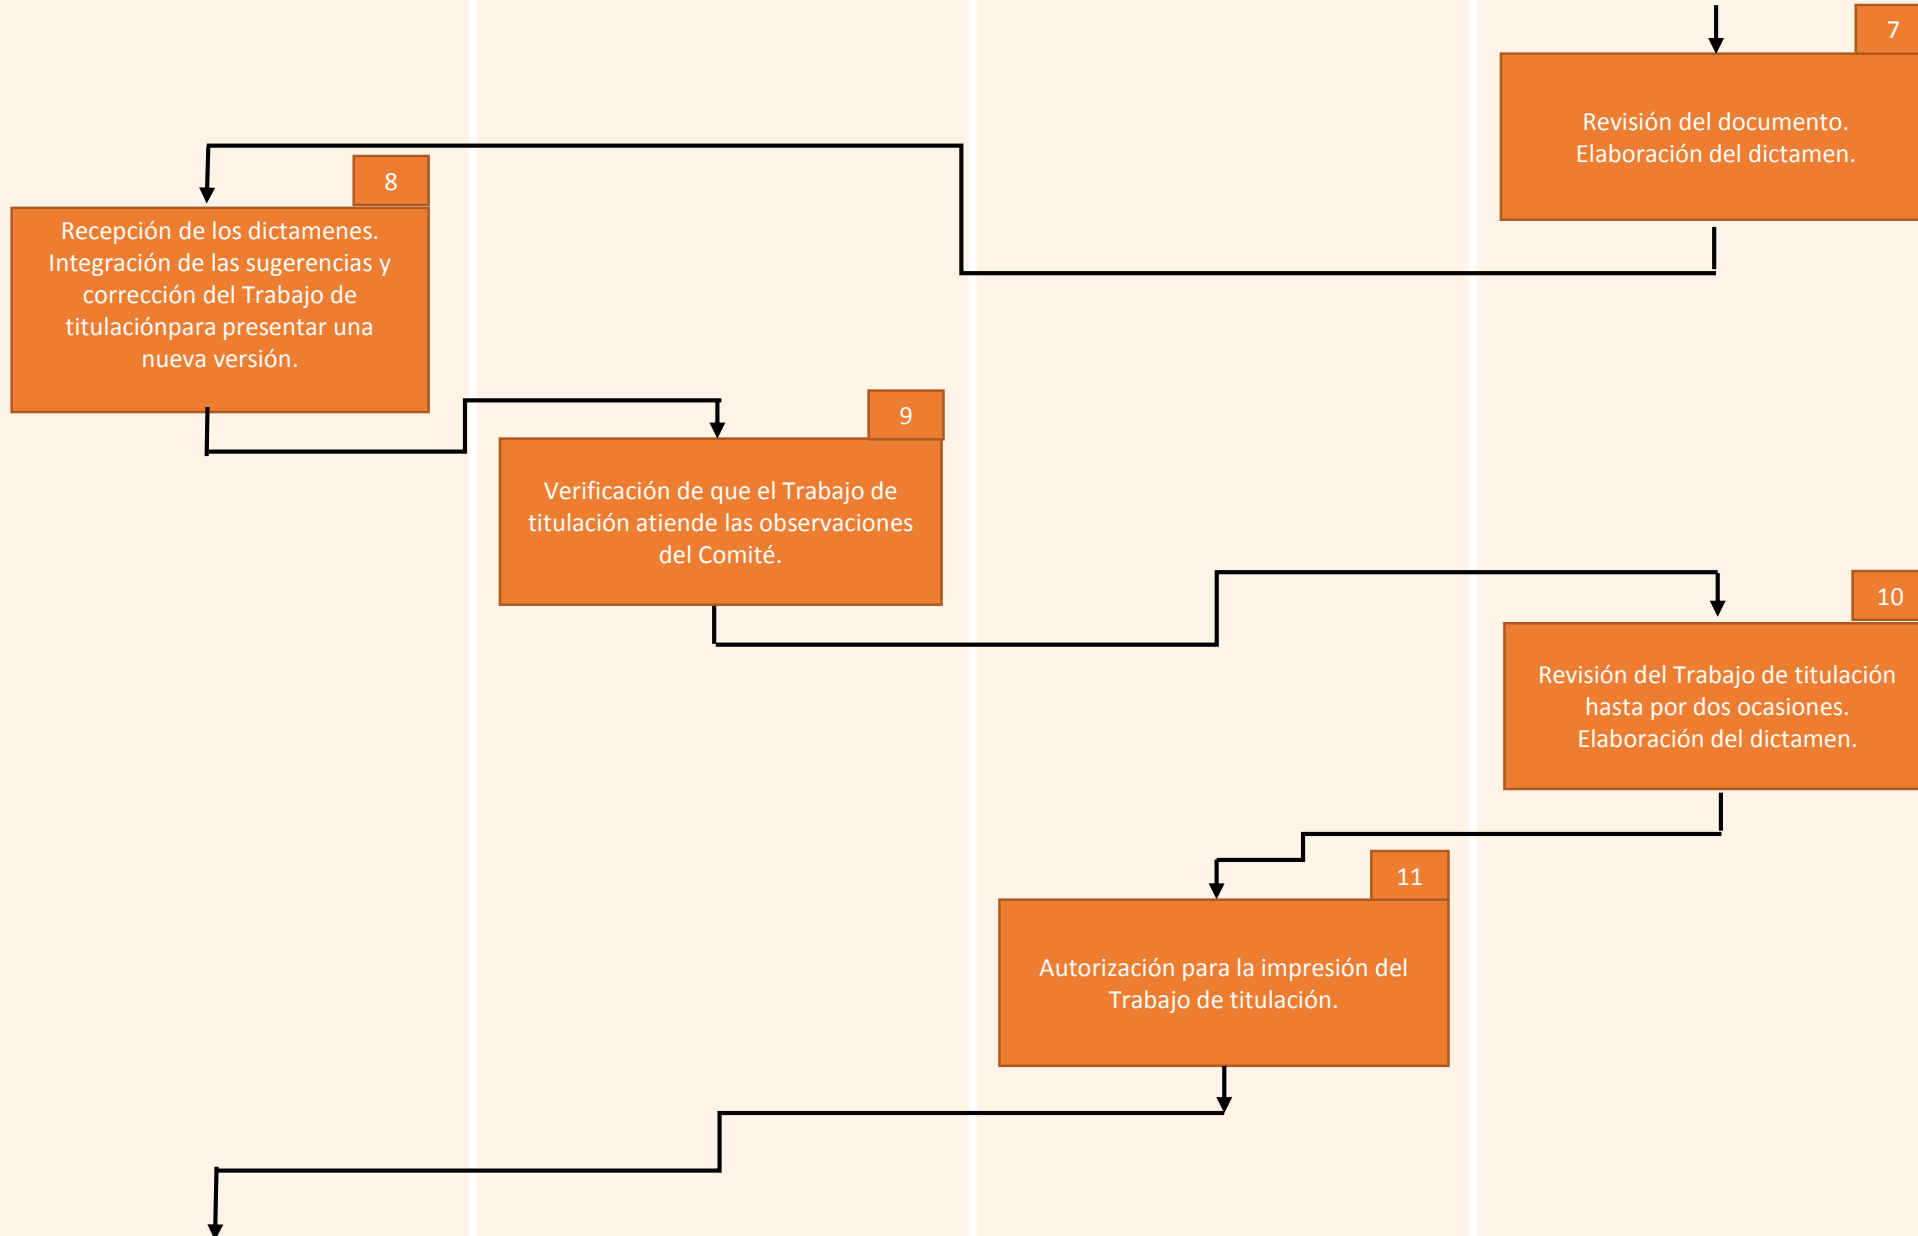 7
Revisión del documento.
Elaboración del dictamen.
8
Recepción de los dictamenes.
Integración de las sugerencias y
corrección del Trabajo de
titulaciónpara presentar una
nueva versión.
9
Verificación de que el Trabajo de
titulación atiende las observaciones
del Comité.
10
Revisión del Trabajo de titulación
hasta por dos ocasiones.
Elaboración del dictamen.
11
Autorización para la impresión del
Trabajo de titulación.